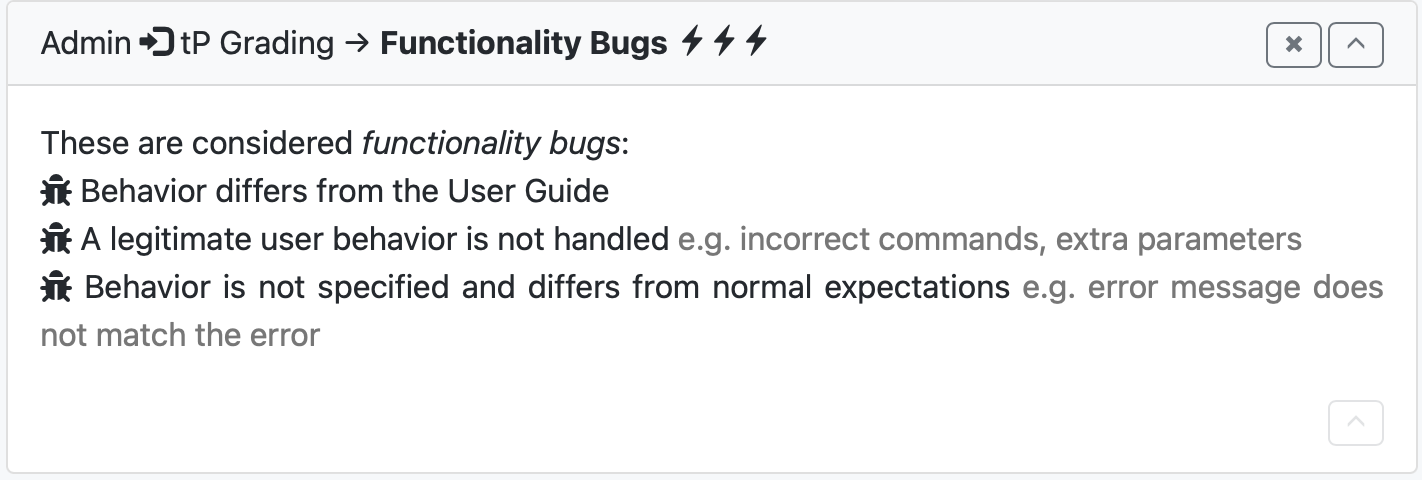 Admin tP Grading → Functionality Bugs
These are considered functionality bugs:
Behavior differs from the User Guide
A legitimate user behavior is not handled e.g. incorrect commands, extra parameters
Behavior is not specified and differs from normal expectations e.g. error message does
not match the error